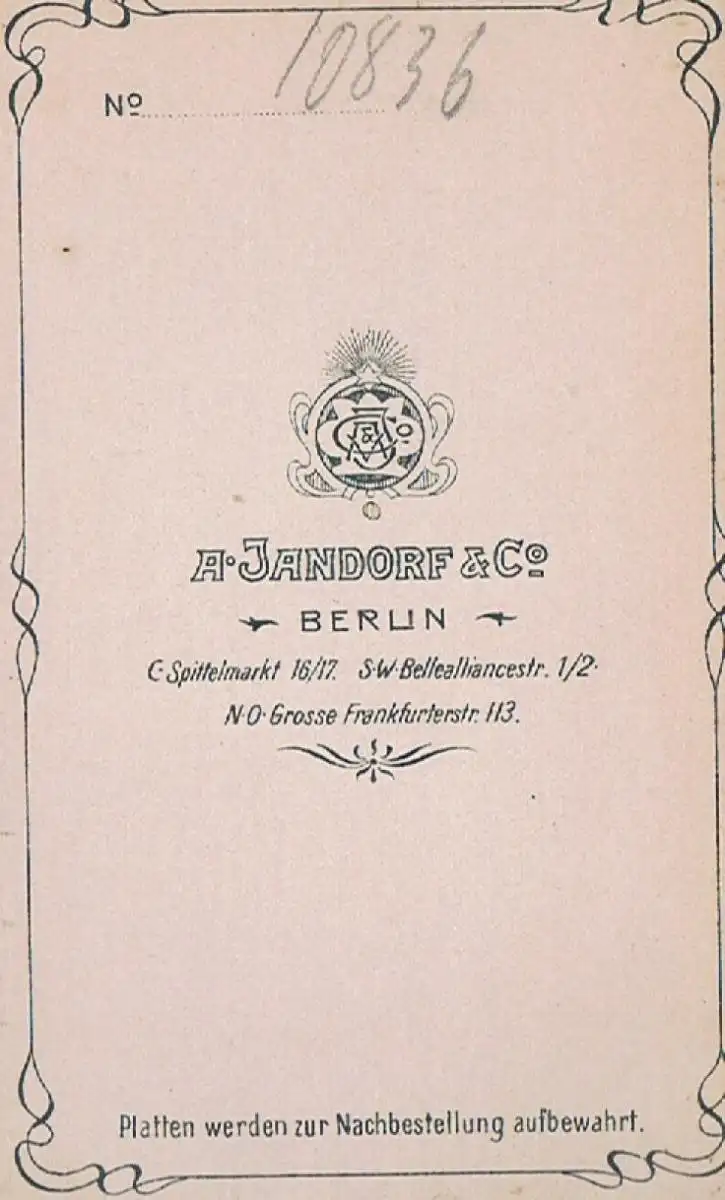 Nº 10836
A & Co.
A. JANDORF & Cº
BERLIN
C. Spittelmarkt 16/17. S.W. Bellealliancestr. 1/2.
N.O. Grosse Frankfurterstr. 113.
Platten werden zur Nachbestellung aufbewahrt.